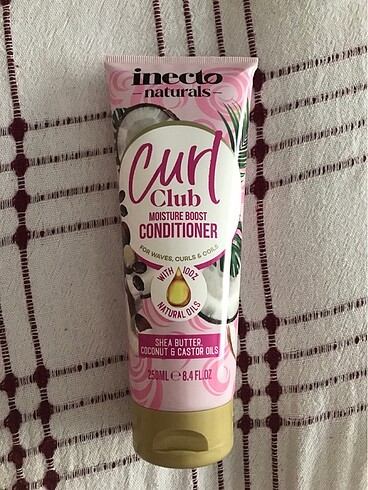 inecto
naturals
Curl
Club
MOISTURE BOOST
CONDITIONER
FOR WAVES, CURLS & COILS
WITH 100%
NATURAL OILS
SHEA BUTTER,
COCONUT & CASTOR OILS
250ML ℮ 8.4 FL.OZ